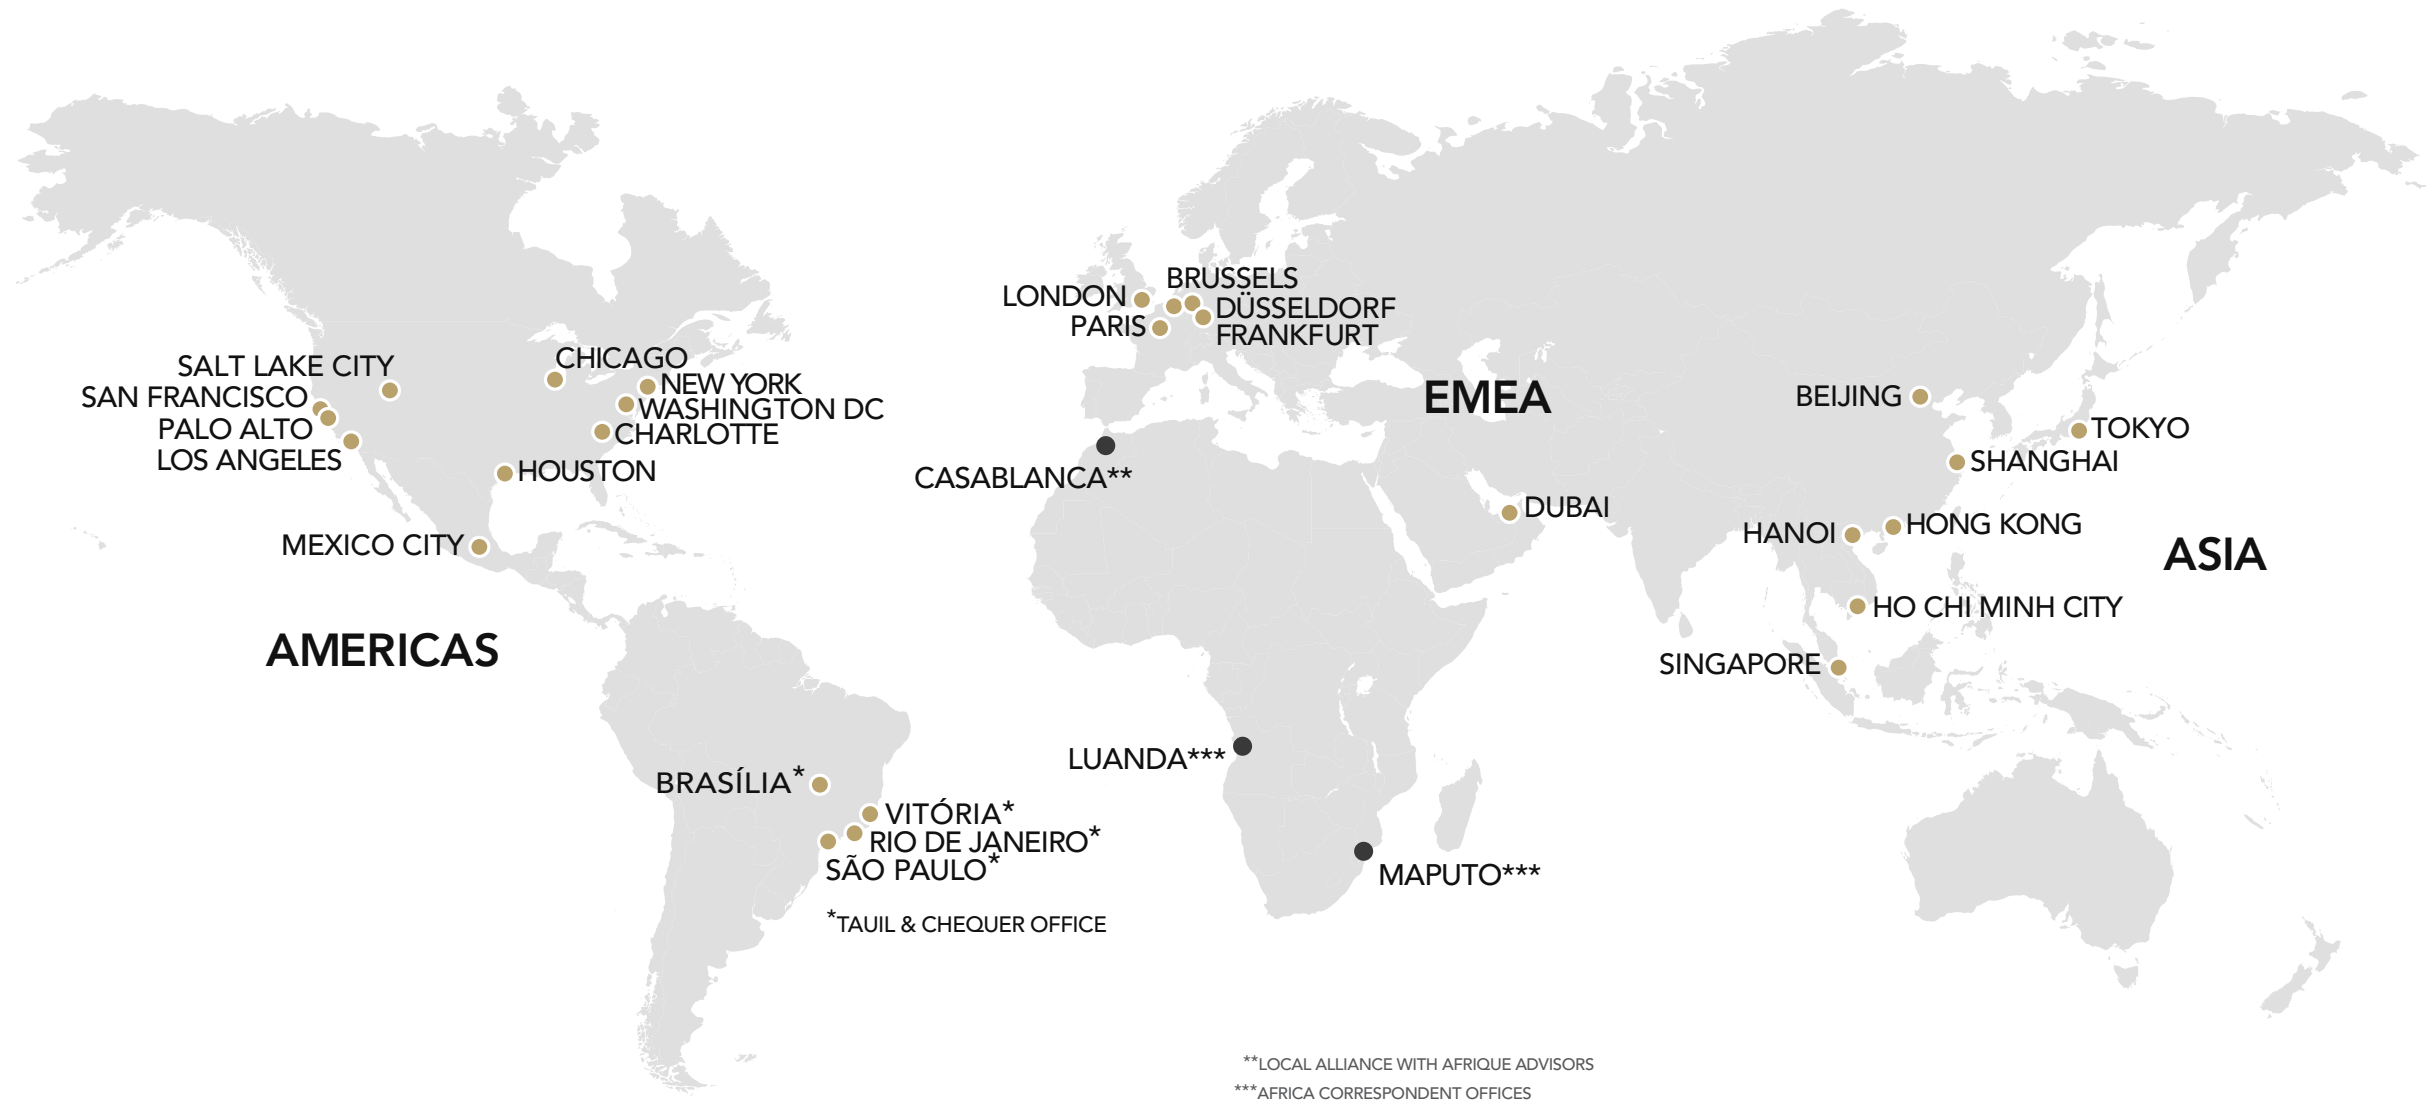 SALT LAKE CITY
SAN FRANCISCO
PALO ALTO
LOS ANGELES
CHICAGO
NEW YORK
WASHINGTON DC
CHARLOTTE
HOUSTON
MEXICO CITY
AMERICAS
BRASÍLIA*
VITÓRIA*
RIO DE JANEIRO*
SÃO PAULO*
*TAUIL & CHEQUER OFFICE
LONDON
BRUSSELS
DÜSSELDORF
PARIS
FRANKFURT
EMEA
CASABLANCA**
DUBAI
LUANDA***
MAPUTO***
BEIJING
TOKYO
SHANGHAI
HONG KONG
HANOI
ASIA
HO CHI MINH CITY
SINGAPORE
**LOCAL ALLIANCE WITH AFRIQUE ADVISORS
***AFRICA CORRESPONDENT OFFICES